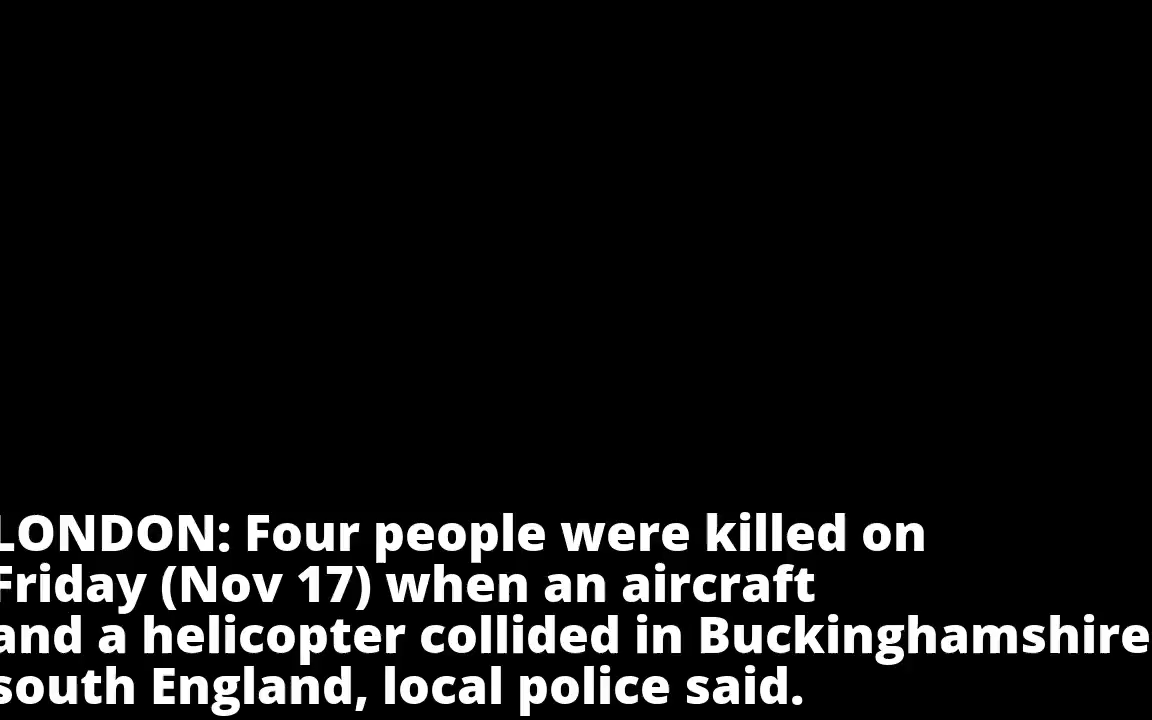 LONDON: Four people were killed on
Friday (Nov 17) when an aircraft
and a helicopter collided in Buckinghamshire
south England, local police said.